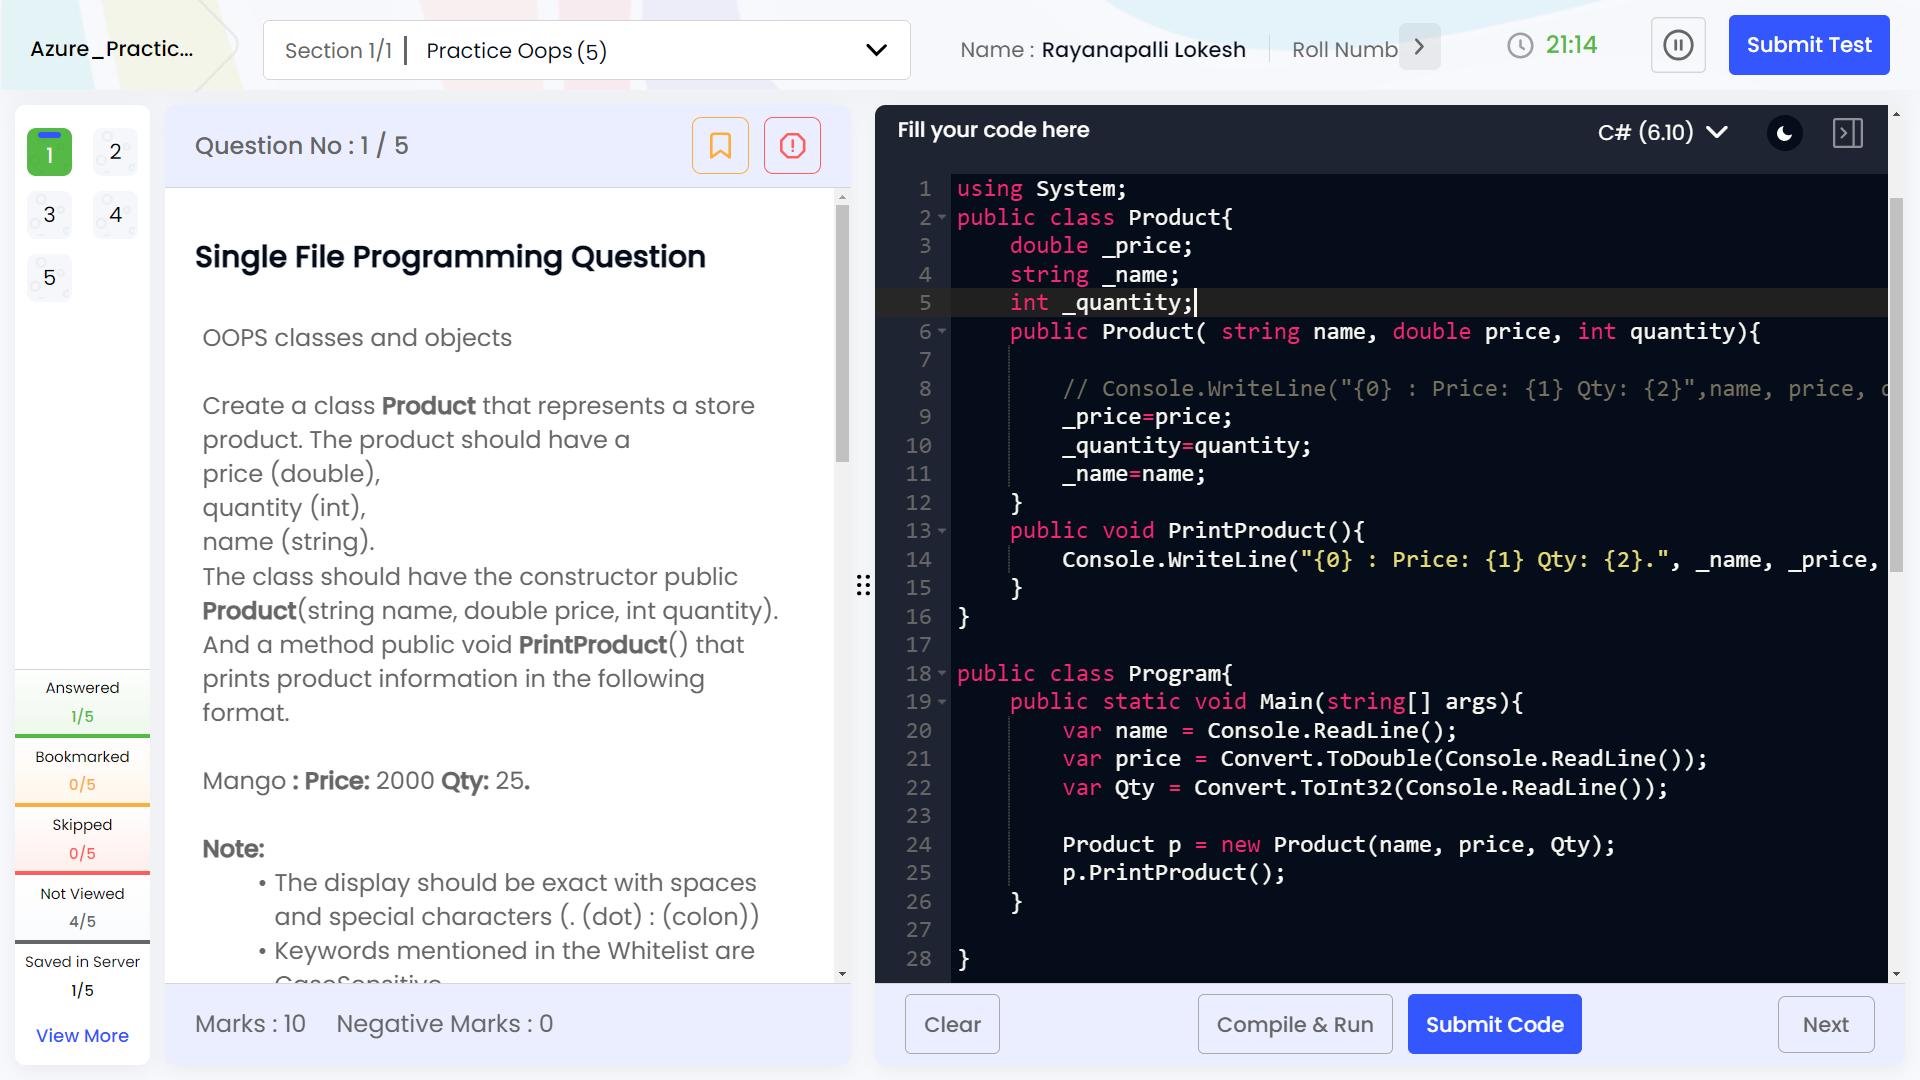 Azure_Practic...
Section 1/1 | Practice Oops (5)
Name : Rayanapalli Lokesh
Roll Numb
21:14
Submit Test
1
2
3
4
5
Answered
1/5
Bookmarked
0/5
Skipped
0/5
Not Viewed
4/5
Saved in Server
1/5
View More
Question No : 1 / 5
Single File Programming Question
OOPS classes and objects
Create a class Product that represents a store
product. The product should have a
price (double),
quantity (int),
name (string).
The class should have the constructor public
Product(string name, double price, int quantity).
And a method public void PrintProduct() that
prints product information in the following
format.
Mango : Price: 2000 Qty: 25.
Note:
• The display should be exact with spaces
and special characters (. (dot) : (colon))
• Keywords mentioned in the Whitelist are
CaseSensitive
Marks : 10 Negative Marks : 0
Fill your code here
C# (6.10)
1 using System;
2 public class Product{
3     double _price;
4     string _name;
5     int _quantity;
6     public Product( string name, double price, int quantity){
7
8         // Console.WriteLine("{0} : Price: {1} Qty: {2}",name, price,
9         _price=price;
10         _quantity=quantity;
11         _name=name;
12     }
13     public void PrintProduct(){
14         Console.WriteLine("{0} : Price: {1} Qty: {2}.", _name, _price,
15     }
16 }
17
18 public class Program{
19     public static void Main(string[] args){
20         var name = Console.ReadLine();
21         var price = Convert.ToDouble(Console.ReadLine());
22         var Qty = Convert.ToInt32(Console.ReadLine());
23
24         Product p = new Product(name, price, Qty);
25         p.PrintProduct();
26     }
27
28 }
Clear
Compile & Run
Submit Code
Next